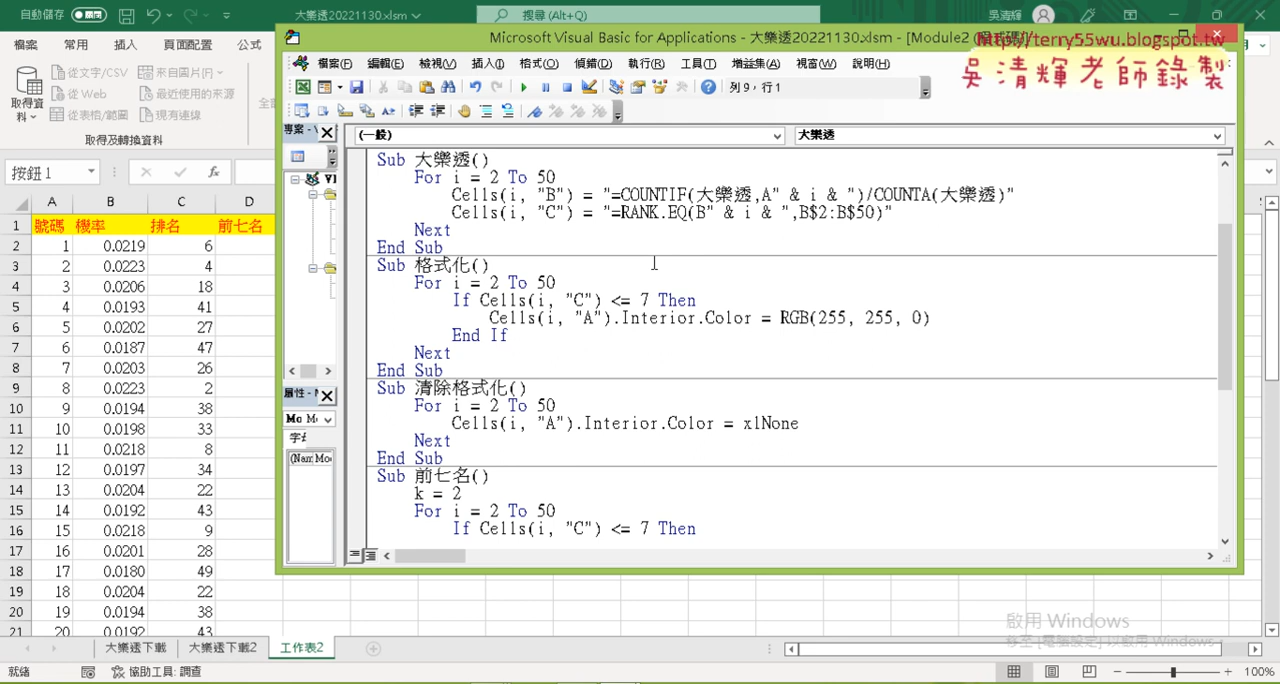 自動儲存 大樂透20221130.xlsm 搜尋 (Alt+Q) 吳清輝
檔案 常用 插入 頁面配置 公式
Microsoft Visual Basic for Applications - 大樂透20221130.xlsm - [Module2
http://terry55wu.blogspot.tw
吳清輝老師錄製
檔案(F) 編輯(E) 檢視(V) 插入(I) 格式(O) 偵錯(D) 執行(R) 工具(T) 增益集(A) 視窗(W) 說明(H)
列 9，行 1
取得資料
從文字/CSV
從 Web
從表格/範圍
來自圖片
最近使用的來源
現有連線
取得及轉換資料
專案 - V
(一般) 大樂透
按鈕 1
Sub 大樂透()
For i = 2 To 50
Cells(i, "B") = "=COUNTIF(大樂透,A" & i & ")/COUNTA(大樂透)"
Cells(i, "C") = "=RANK.EQ(B" & i & ",B$2:B$50)"
Next
End Sub
Sub 格式化()
For i = 2 To 50
If Cells(i, "C") <= 7 Then
Cells(i, "A").Interior.Color = RGB(255, 255, 0)
End If
Next
End Sub
Sub 清除格式化()
For i = 2 To 50
Cells(i, "A").Interior.Color = xlNone
Next
End Sub
Sub 前七名()
k = 2
For i = 2 To 50
If Cells(i, "C") <= 7 Then
A B C D
1 號碼 機率 排名 前七名
2 1 0.0219 6
3 2 0.0223 4
4 3 0.0206 18
5 4 0.0193 41
6 5 0.0202 27
7 6 0.0187 47
8 7 0.0203 26
9 8 0.0223 2
10 9 0.0194 38
11 10 0.0198 33
12 11 0.0218 8
13 12 0.0197 34
14 13 0.0204 22
15 14 0.0192 43
16 15 0.0218 9
17 16 0.0201 28
18 17 0.0180 49
19 18 0.0204 22
20 19 0.0194 38
21 20 0.0192 43
啟用 Windows
移至 [電腦設定] 以啟用 Windows。
大樂透下載 大樂透下載2 工作表2
就緒 協助工具: 調查 100%